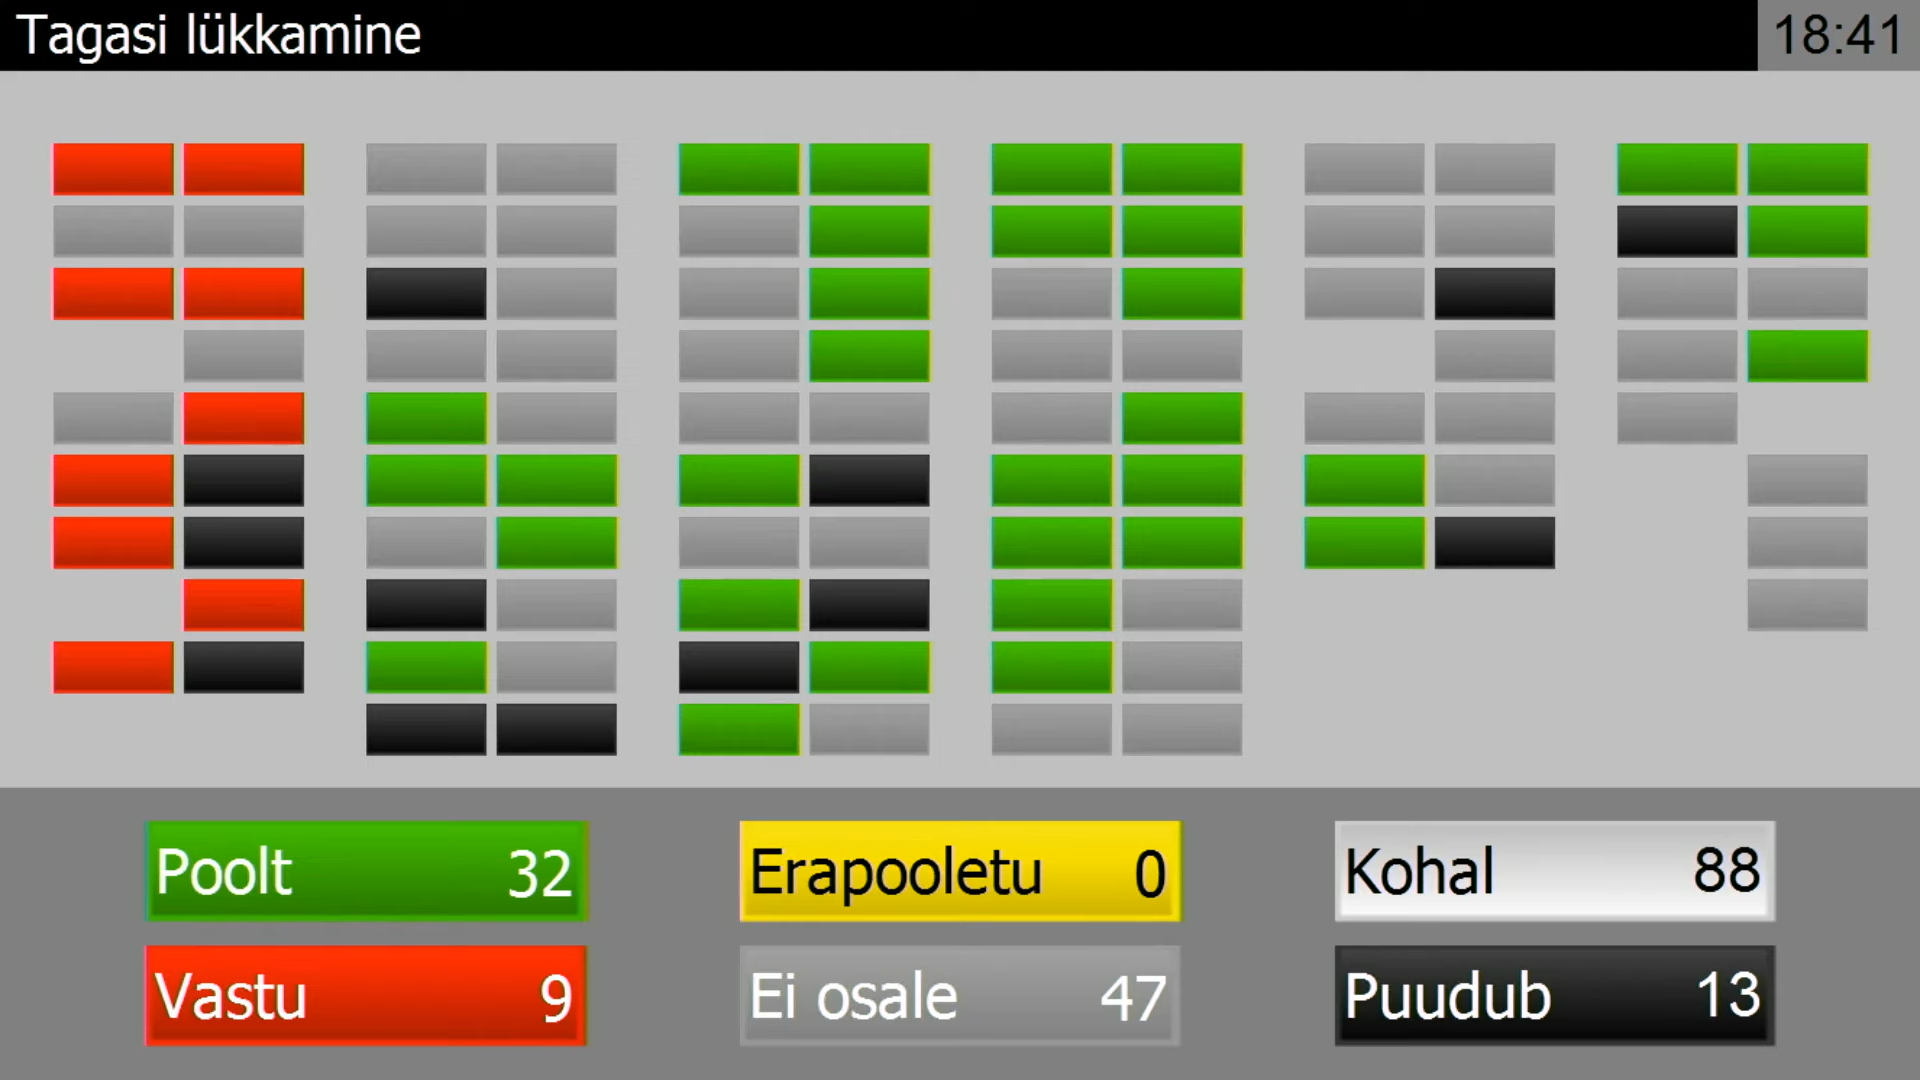 Tagasi lükkamine 18:41
Poolt 32 Erapooletu 0 Kohal 88
Vastu 9 Ei osale 47 Puudub 13